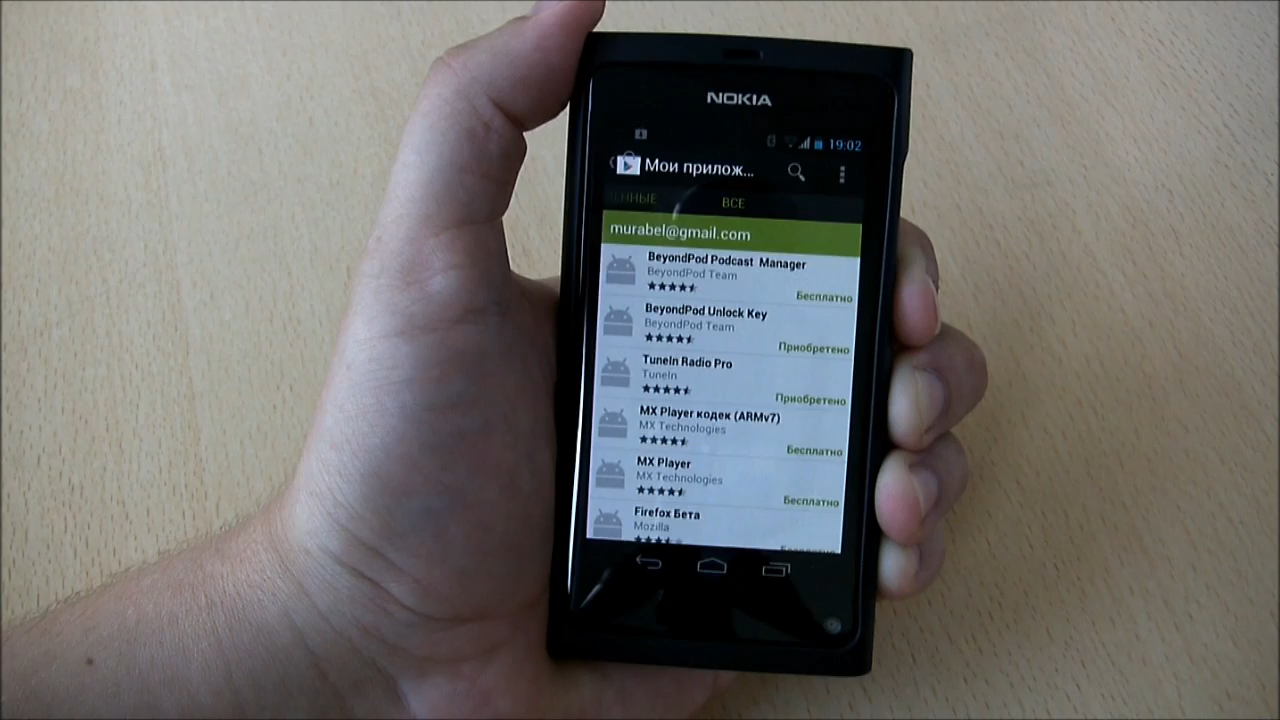 NOKIA
19:02
Мои прилож...
ННЫЕ ВСЕ
murabel@gmail.com
BeyondPod Podcast Manager
BeyondPod Team
Бесплатно
BeyondPod Unlock Key
BeyondPod Team
Приобретено
TuneIn Radio Pro
TuneIn
Приобретено
MX Player кодек (ARMv7)
MX Technologies
Бесплатно
MX Player
MX Technologies
Бесплатно
Firefox Бета
Mozilla
Бесплатно